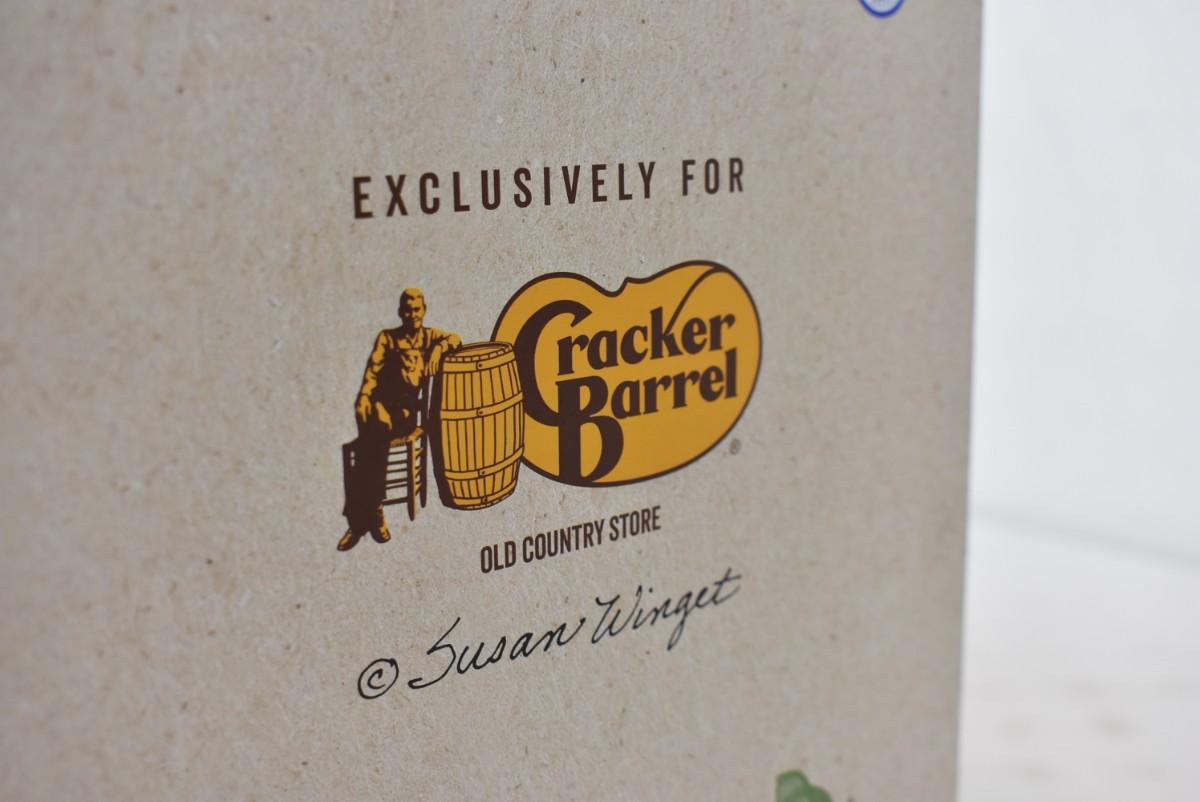 EXCLUSIVELY FOR
Cracker
Barrel
®
OLD COUNTRY STORE
© Susan Winget